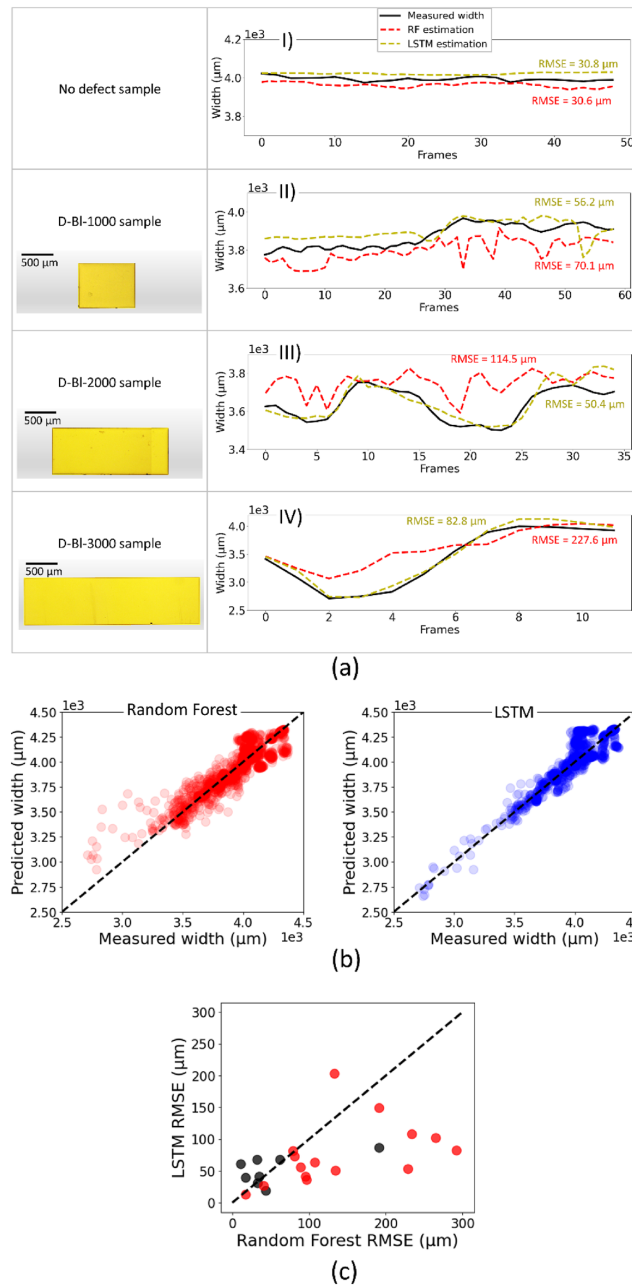 Measured width
RF estimation
LSTM estimation
No defect sample
1e3
I)
4.2
4.0
3.8
Width (μm)
RMSE = 30.8 μm
RMSE = 30.6 μm
0 10 20 30 40 50
Frames
D-Bl-1000 sample
500 μm
1e3
II)
4.0
3.8
3.6
Width (μm)
RMSE = 56.2 μm
RMSE = 70.1 μm
0 10 20 30 40 50 60
Frames
D-Bl-2000 sample
500 μm
1e3
III)
3.8
3.6
3.4
Width (μm)
RMSE = 114.5 μm
RMSE = 50.4 μm
0 5 10 15 20 25 30 35
Frames
D-Bl-3000 sample
500 μm
1e3
IV)
4.0
3.5
3.0
2.5
Width (μm)
RMSE = 82.8 μm
RMSE = 227.6 μm
0 2 4 6 8 10
Frames
(a)
1e3
Random Forest
4.50
4.25
4.00
3.75
3.50
3.25
3.00
2.75
2.50
Predicted width (μm)
2.5 3.0 3.5 4.0 4.5
Measured width (μm) 1e3
1e3
LSTM
4.50
4.25
4.00
3.75
3.50
3.25
3.00
2.75
2.50
Predicted width (μm)
2.5 3.0 3.5 4.0 4.
Measured width (μm) 1e3
(b)
300
250
200
150
100
50
0
LSTM RMSE (μm)
0 100 200 300
Random Forest RMSE (μm)
(c)